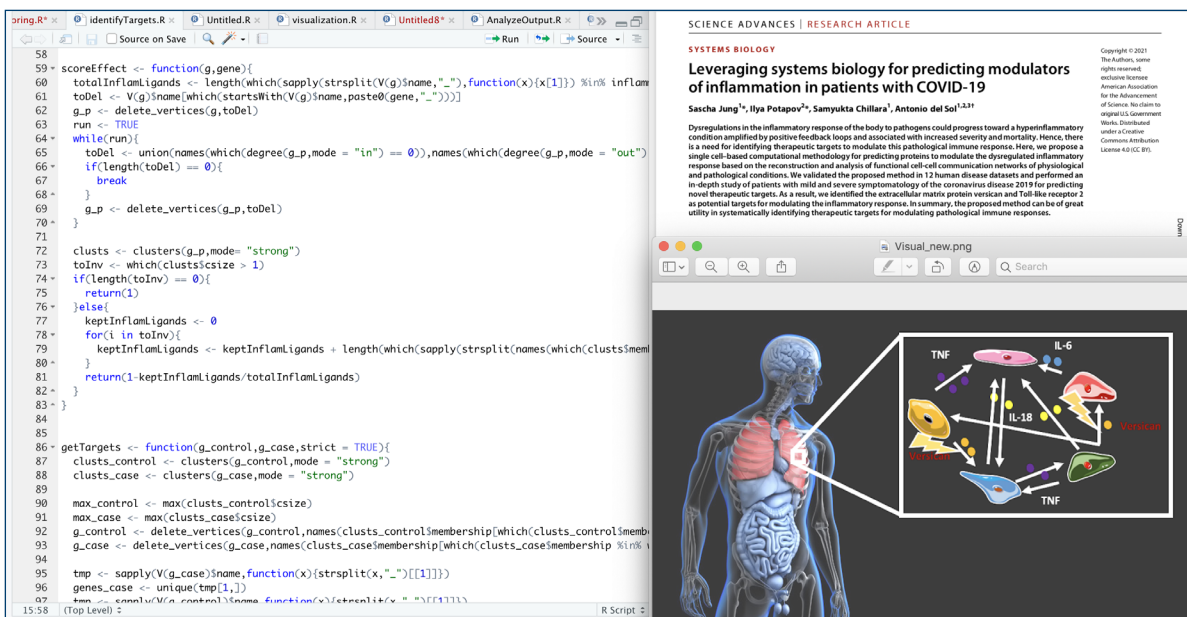 oring.R* × identifyTargets.R × Untitled.R × visualization.R × Untitled8* × AnalyzeOutput.R ×
Source on Save Run Source
58
59 scoreEffect <- function(g,gene){
60 totalInflamLigands <- length(which(sapply(strsplit(V(g)$name,"_"),function(x){x[1]}) %in% inflamm
61 toDel <- V(g)$name[which(startsWith(V(g)$name,paste0(gene,"_")))]
62 g_p <- delete_vertices(g,toDel)
63 run <- TRUE
64 while(run){
65 toDel <- union(names(which(degree(g_p,mode = "in") == 0)),names(which(degree(g_p,mode = "out")
66 if(length(toDel) == 0){
67 break
68 }
69 g_p <- delete_vertices(g_p,toDel)
70 }
71
72 clusts <- clusters(g_p,mode= "strong")
73 toInv <- which(clusts$csize > 1)
74 if(length(toInv) == 0){
75 return(1)
76 }else{
77 keptInflamLigands <- 0
78 for(i in toInv){
79 keptInflamLigands <- keptInflamLigands + length(which(sapply(strsplit(names(which(clusts$meml
80 }
81 return(1-keptInflamLigands/totalInflamLigands)
82 }
83 }
84
85
86 getTargets <- function(g_control,g_case,strict = TRUE){
87 clusts_control <- clusters(g_control,mode = "strong")
88 clusts_case <- clusters(g_case,mode = "strong")
89
90 max_control <- max(clusts_control$csize)
91 max_case <- max(clusts_case$csize)
92 g_control <- delete_vertices(g_control,names(clusts_control$membership[which(clusts_control$memb
93 g_case <- delete_vertices(g_case,names(clusts_case$membership[which(clusts_case$membership %in% w
94
95 tmp <- sapply(V(g_case)$name,function(x){strsplit(x,"_")[[1]]})
96 genes_case <- unique(tmp[1,])
97 tmp <- sapply(V(g_control)$name,function(x){strsplit(x,"_")[[1]]})
15:58 (Top Level) R Script
SCIENCE ADVANCES | RESEARCH ARTICLE
SYSTEMS BIOLOGY
Leveraging systems biology for predicting modulators
of inflammation in patients with COVID-19
Sascha Jung1*, Ilya Potapov2*, Samyukta Chillara1, Antonio del Sol1,2,3†
Dysregulations in the inflammatory response of the body to pathogens could progress toward a hyperinflammatory
condition amplified by positive feedback loops and associated with increased severity and mortality. Hence, there
is a need for identifying therapeutic targets to modulate this pathological immune response. Here, we propose a
single cell–based computational methodology for predicting proteins to modulate the dysregulated inflammatory
response based on the reconstruction and analysis of functional cell-cell communication networks of physiological
and pathological conditions. We validated the proposed method in 12 human disease datasets and performed an
in-depth study of patients with mild and severe symptomatology of the coronavirus disease 2019 for predicting
novel therapeutic targets. As a result, we identified the extracellular matrix protein versican and Toll-like receptor 2
as potential targets for modulating the inflammatory response. In summary, the proposed method can be of great
utility in systematically identifying therapeutic targets for modulating pathological immune responses.
Copyright © 2021
The Authors, some
rights reserved;
exclusive licensee
American Association
for the Advancement
of Science. No claim to
original U.S. Government
Works. Distributed
under a Creative
Commons Attribution
License 4.0 (CC BY).
Down
Visual_new.png
Search
TNF
IL-6
IL-18
Versican
Versican
TNF